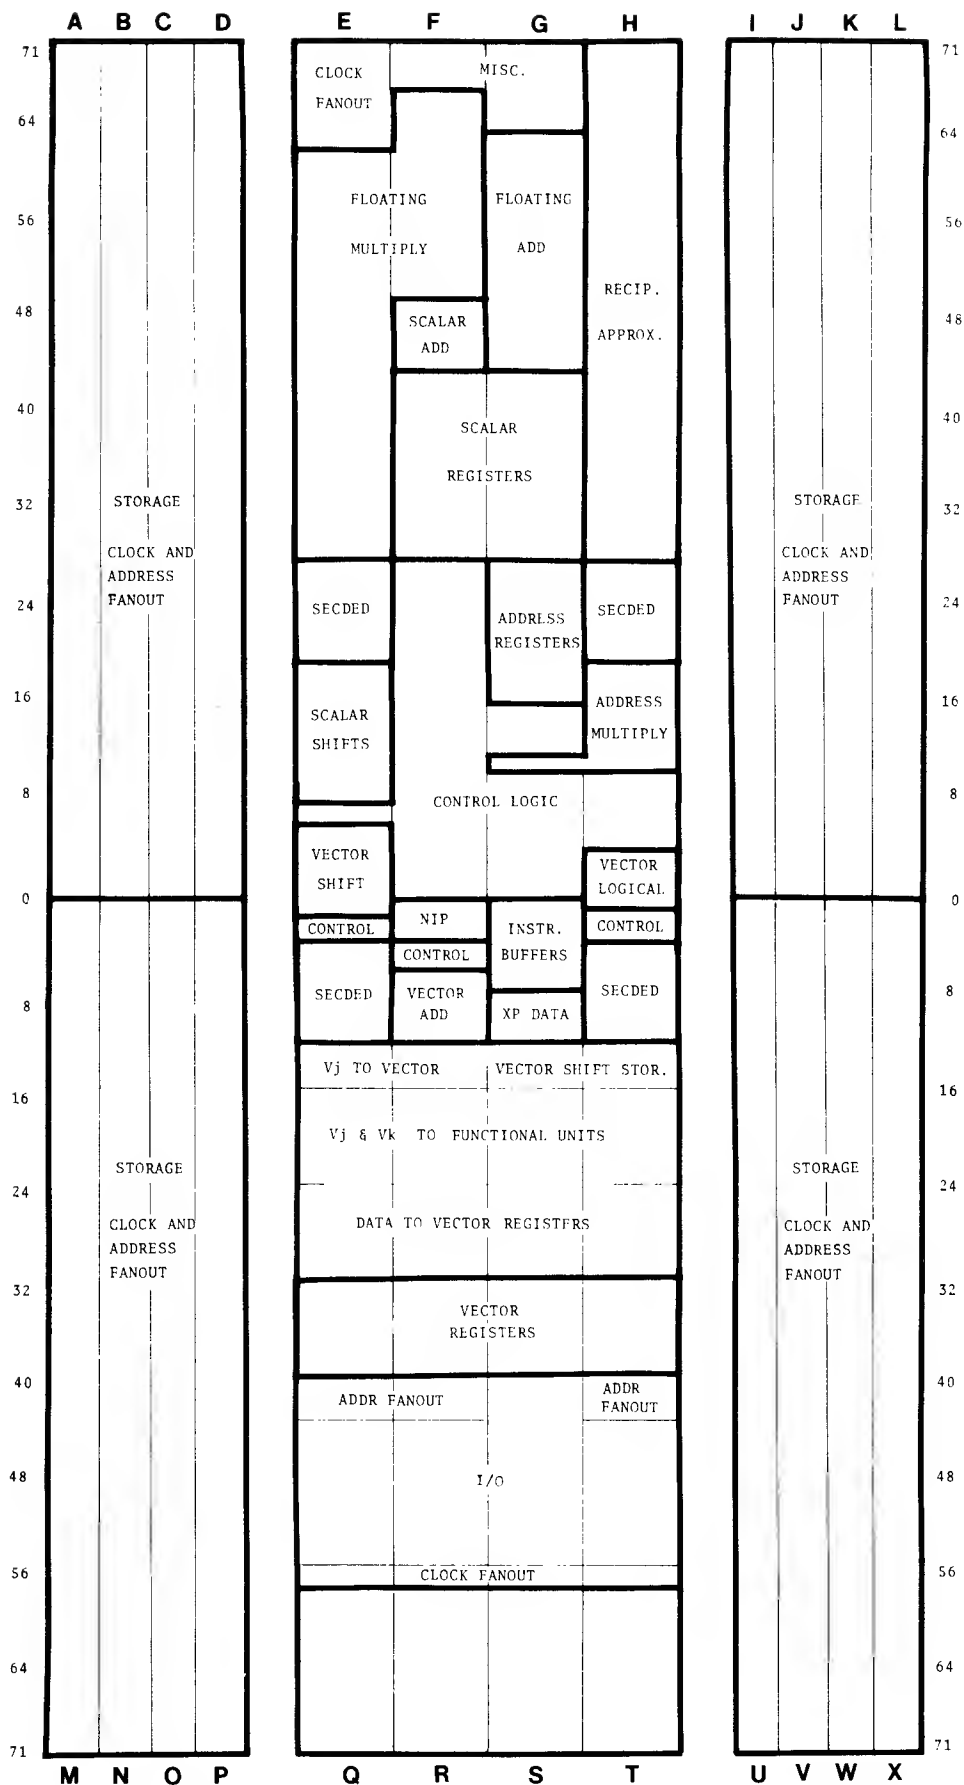 A B C D E F G H I J K L
71 71
CLOCK FANOUT
MISC.
64 64
FLOATING MULTIPLY
FLOATING ADD
56 56
RECIP. APPROX.
48 48
SCALAR ADD
40 40
SCALAR REGISTERS
32 32
STORAGE
CLOCK AND
ADDRESS
FANOUT
STORAGE
CLOCK AND
ADDRESS
FANOUT
24 24
SECDED
ADDRESS
REGISTERS
SECDED
16 16
SCALAR
SHIFTS
ADDRESS
MULTIPLY
8 8
CONTROL LOGIC
VECTOR
SHIFT
VECTOR
LOGICAL
0 0
CONTROL
NIP
INSTR.
BUFFERS
CONTROL
CONTROL
SECDED
VECTOR
ADD
XP DATA
SECDED
8 8
Vj TO VECTOR
VECTOR SHIFT STOR.
16 16
Vj & Vk TO FUNCTIONAL UNITS
STORAGE
CLOCK AND
ADDRESS
FANOUT
STORAGE
CLOCK AND
ADDRESS
FANOUT
24 24
DATA TO VECTOR REGISTERS
32 32
VECTOR
REGISTERS
40 40
ADDR FANOUT
ADDR
FANOUT
48 48
I/O
56 56
CLOCK FANOUT
64 64
71 71
M N O P Q R S T U V W X